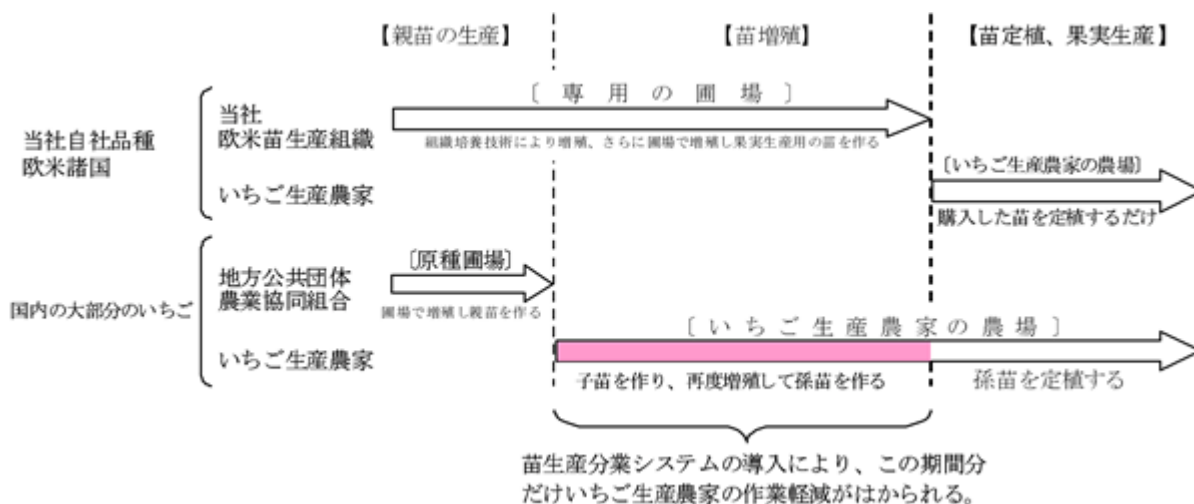 【親苗の生産】
【苗増殖】
【苗定植、果実生産】
当社自社品種
欧米諸国
当社
欧米苗生産組織
〔専用の圃場〕
組織培養技術により増殖、さらに圃場で増殖し果実生産用の苗を作る
いちご生産農家
〔いちご生産農家の農場〕
購入した苗を定植するだけ
国内の大部分のいちご
地方公共団体
農業協同組合
〔原種圃場〕
圃場で増殖し親苗を作る
いちご生産農家
〔いちご生産農家の農場〕
子苗を作り、再度増殖して孫苗を作る
孫苗を定植する
苗生産分業システムの導入により、この期間分
だけいちご生産農家の作業軽減がはかられる。